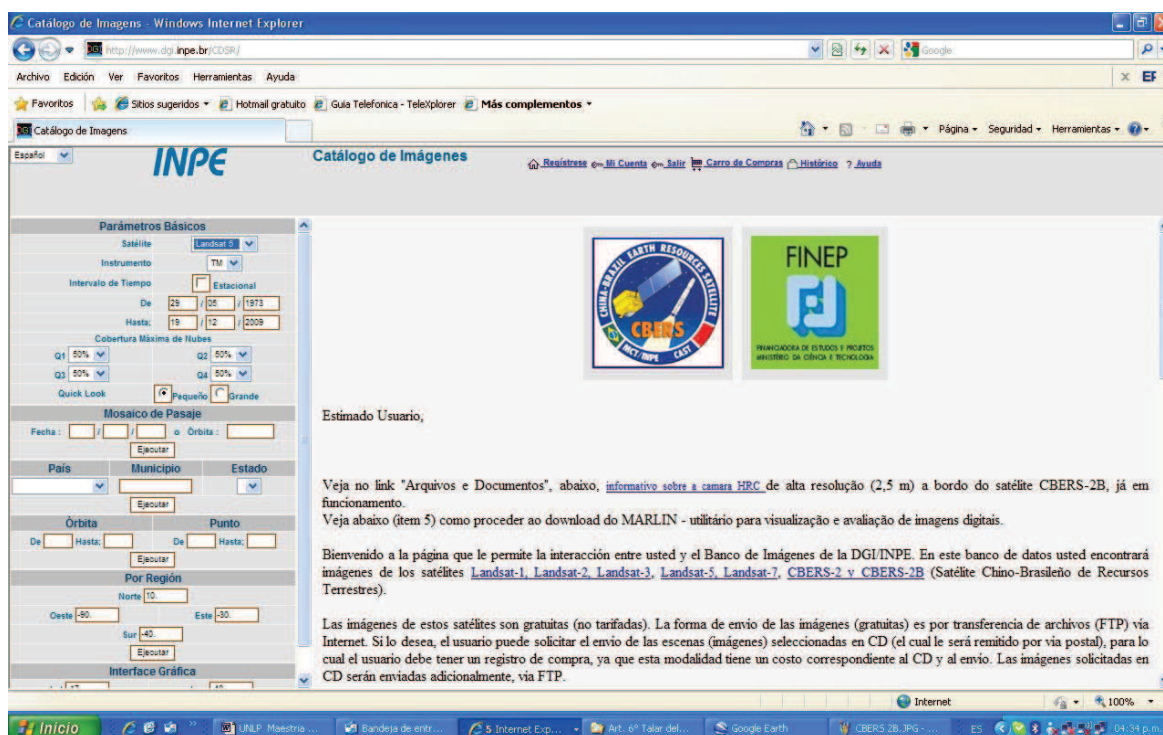 Catálogo de Imagens - Windows Internet Explorer
http://www.dgi.inpe.br/CDSR/
Google
Archivo Edición Ver Favoritos Herramientas Ayuda
Favoritos Sitios sugeridos Hotmail gratuito Guia Telefonica - TeleXplorer Más complementos
Catálogo de Imagens
Página Seguridad Herramientas
Español
INPE
Catálogo de Imágenes
Regístrese Mi Cuenta Salir Carro de Compras Histórico ? Ayuda
Parámetros Básicos
Satélite Landsat 5
Instrumento TM
Intervalo de Tiempo Estacional
De 29 / 05 / 1973
Hasta: 19 / 12 / 2009
Cobertura Máxima de Nubes
Q1 50% Q2 50%
Q3 50% Q4 50%
Quick Look Pequeño Grande
Mosaico de Pasaje
Fecha : / / o Órbita :
Ejecutar
País Municipio Estado
Ejecutar
Órbita Punto
De Hasta: De Hasta:
Ejecutar
Por Región
Norte 10.
Oeste -90. Este -30.
Sur -40.
Ejecutar
Interface Gráfica
CHINA-BRAZIL EARTH RESOURCES SATELLITE
CBERS
MCT/INPE CAST
FINEP
FINANCIADORA DE ESTUDOS E PROJETOS
MINISTÉRIO DA CIÊNCIA E TECNOLOGIA
Estimado Usuario,
Veja no link "Arquivos e Documentos", abaixo, informativo sobre a camara HRC de alta resolução (2,5 m) a bordo do satélite CBERS-2B, já em
funcionamento.
Veja abaixo (item 5) como proceder ao download do MARLIN - utilitário para visualização e avaliação de imagens digitais.
Bienvenido a la página que le permite la interacción entre usted y el Banco de Imágenes de la DGI/INPE. En este banco de datos usted encontrará
imágenes de los satélites Landsat-1, Landsat-2, Landsat-3, Landsat-5, Landsat-7, CBERS-2 y CBERS-2B (Satélite Chino-Brasileño de Recursos
Terrestres).
Las imágenes de estos satélites son gratuitas (no tarifadas). La forma de envio de las imágenes (gratuitas) es por transferencia de archivos (FTP) via
Internet. Si lo desea, el usuario puede solicitar el envio de las escenas (imágenes) seleccionadas en CD (el cual le será remitido por via postal), para lo
cual el usuario debe tener un registro de compra, ya que esta modalidad tiene un costo correspondiente al CD y al envio. Las imágenes solicitadas en
CD serán enviadas adicionalmente, via FTP.
Internet 100%
Inicio UNLP Maestria ... Bandeja de entr... 5 Internet Exp... Art. 6º Talar del... Google Earth CBERS 2B.JPG - ... ES 04:34 p.m.